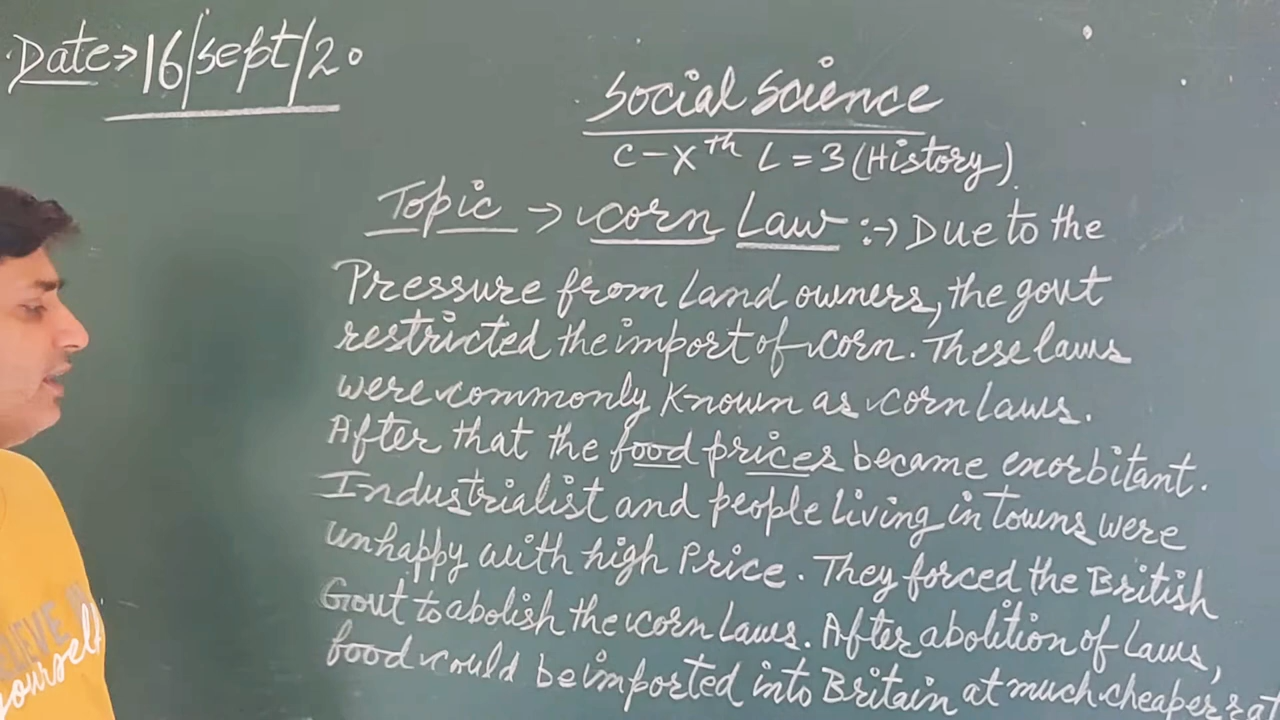 Date → 16/Sept/20
Social Science
C-Xth L=3 (History)
Topic → Corn Law :→ Due to the
Pressure from Land owners, the govt
restricted the import of corn. These laws
were commonly known as corn laws.
After that the food prices became enorbitant.
Industrialist and people living in towns were
unhappy with high Price. They forced the British
Govt to abolish the corn Laws. After abolition of Laws,
food could be imported into Britain at much cheaper rat
yourself